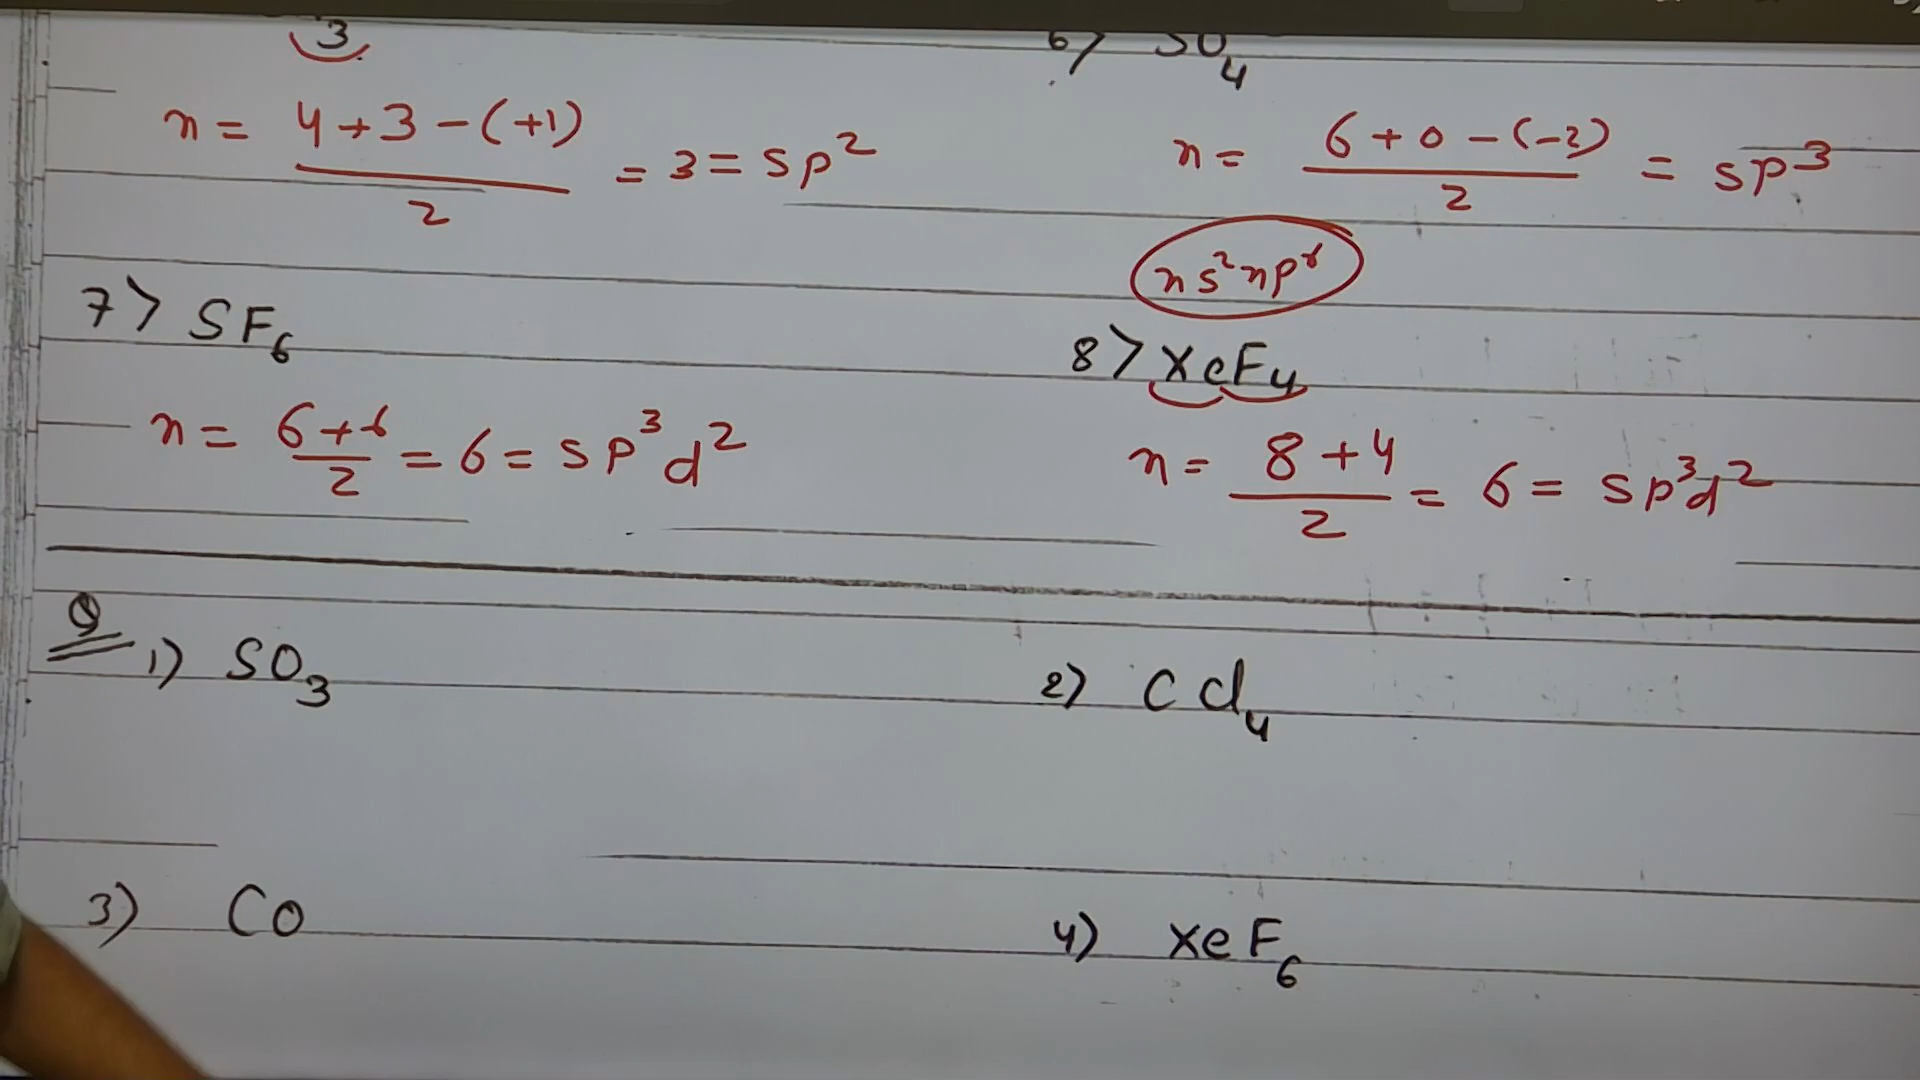 3
6> SO4
n = 4+3-(+1) / 2 = 3 = sp²
n = 6+0-(-2) / 2 = sp³
ns²np⁶
7> SF6
8> XeF4
n = 6+6 / 2 = 6 = sp³d²
n = 8+4 / 2 = 6 = sp³d²
Q 1) SO3
2) CCl4
3) CO
4) XeF6